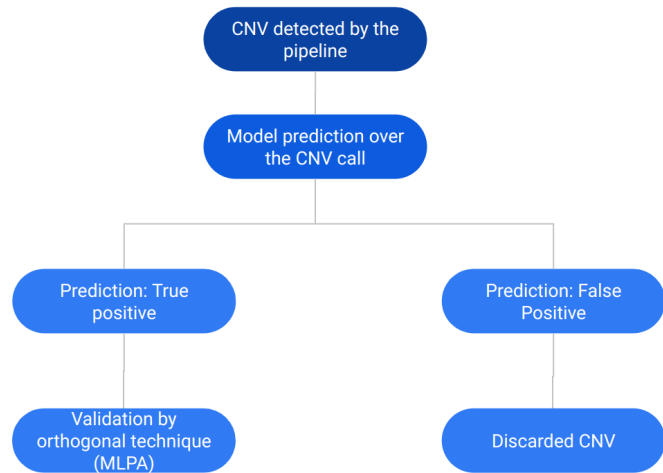 CNV detected by the
pipeline
Model prediction over
the CNV call
Prediction: True
positive
Prediction: False
Positive
Validation by
orthogonal technique
(MLPA)
Discarded CNV